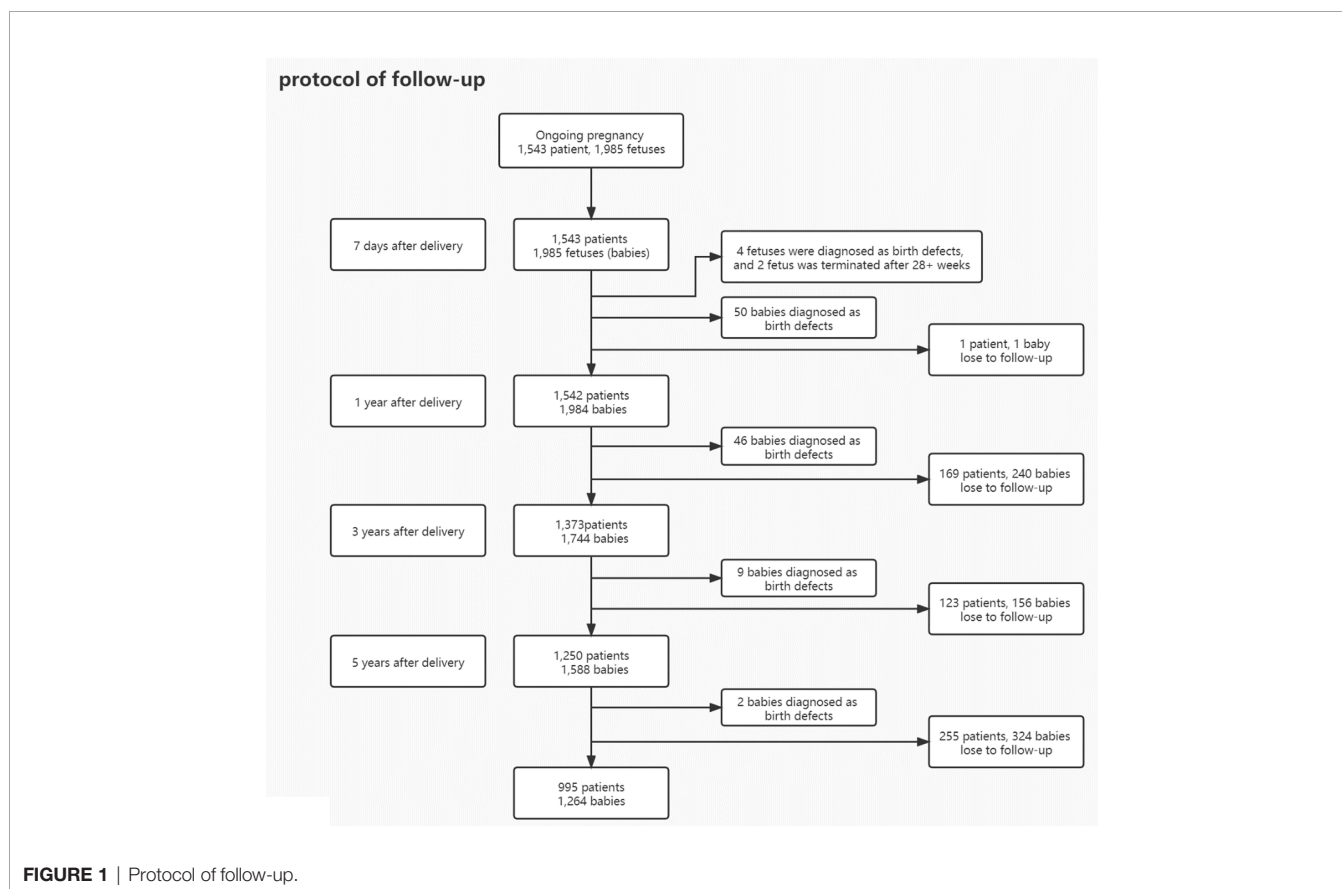 protocol of follow-up
Ongoing pregnancy
1,543 patient, 1,985 fetuses
7 days after delivery
1,543 patients
1,985 fetuses (babies)
4 fetuses were diagnosed as birth defects,
and 2 fetus was terminated after 28+ weeks
50 babies diagnosed as
birth defects
1 patient, 1 baby
lose to follow-up
1 year after delivery
1,542 patients
1,984 babies
46 babies diagnosed as
birth defects
169 patients, 240 babies
lose to follow-up
3 years after delivery
1,373patients
1,744 babies
9 babies diagnosed as
birth defects
123 patients, 156 babies
lose to follow-up
5 years after delivery
1,250 patients
1,588 babies
2 babies diagnosed as
birth defects
255 patients, 324 babies
lose to follow-up
995 patients
1,264 babies
FIGURE 1 | Protocol of follow-up.